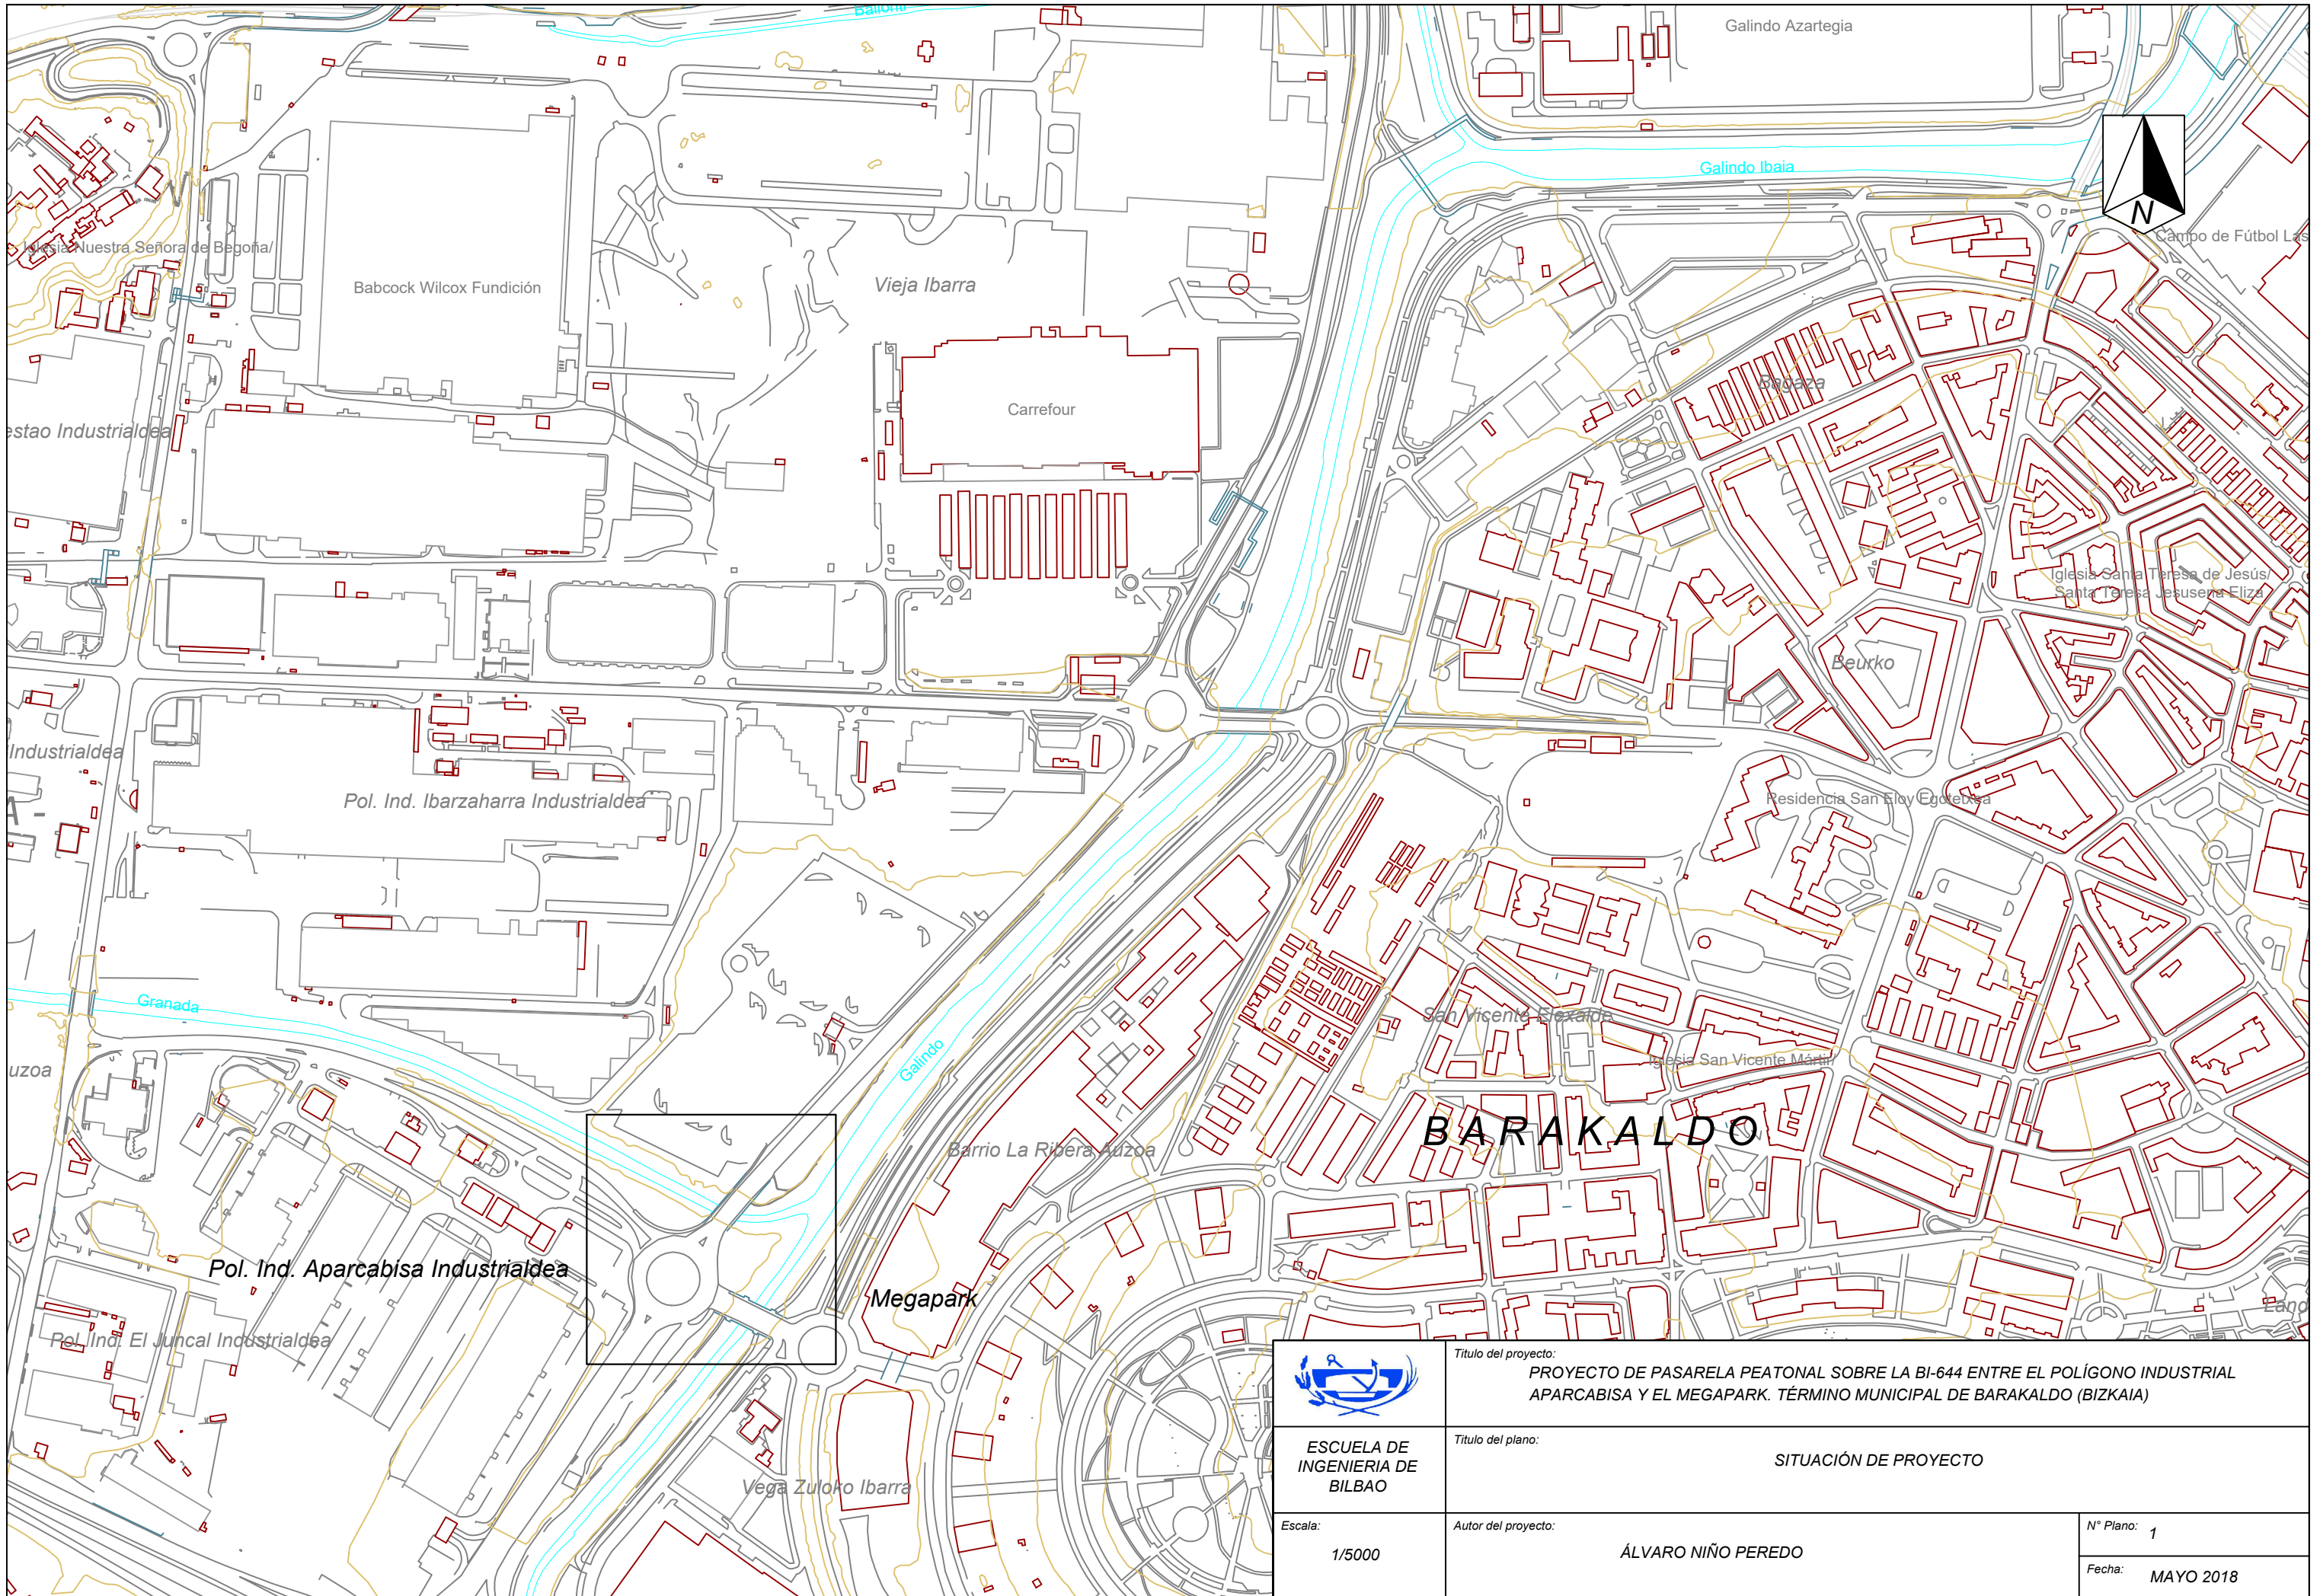 Ballonti
Galindo Azartegia
Galindo Ibaia
N
Campo de Fútbol Las
Iglesia Nuestra Señora de Begoña/
Babcock Wilcox Fundición
Vieja Ibarra
Bagaza
Carrefour
estao Industrialdea
Iglesia Santa Teresa de Jesús/
Santa Teresa Jesusena Eliza
Beurko
Industrialdea
Pol. Ind. Ibarzaharra Industrialdea
Residencia San Eloy Egoitetxea
A -
Granada
San Vicente Elexalde
Galindo
Iglesia San Vicente Mártir/
uzoa
BARAKALDO
Barrio La Ribera Auzoa
Pol. Ind. Aparcabisa Industrialdea
Megapark
Land
Pol. Ind. El Juncal Industrialdea
Vega Zuloko Ibarra
Titulo del proyecto:
PROYECTO DE PASARELA PEATONAL SOBRE LA BI-644 ENTRE EL POLÍGONO INDUSTRIAL
APARCABISA Y EL MEGAPARK. TÉRMINO MUNICIPAL DE BARAKALDO (BIZKAIA)
ESCUELA DE
INGENIERIA DE
BILBAO
Titulo del plano:
SITUACIÓN DE PROYECTO
Escala:
1/5000
Autor del proyecto:
ÁLVARO NIÑO PEREDO
N° Plano: 1
Fecha: MAYO 2018